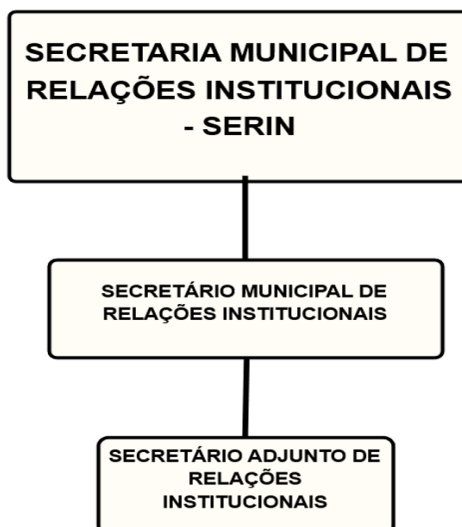 SECRETARIA MUNICIPAL DE
RELAÇÕES INSTITUCIONAIS
- SERIN
SECRETÁRIO MUNICIPAL DE
RELAÇÕES INSTITUCIONAIS
SECRETÁRIO ADJUNTO DE
RELAÇÕES
INSTITUCIONAIS